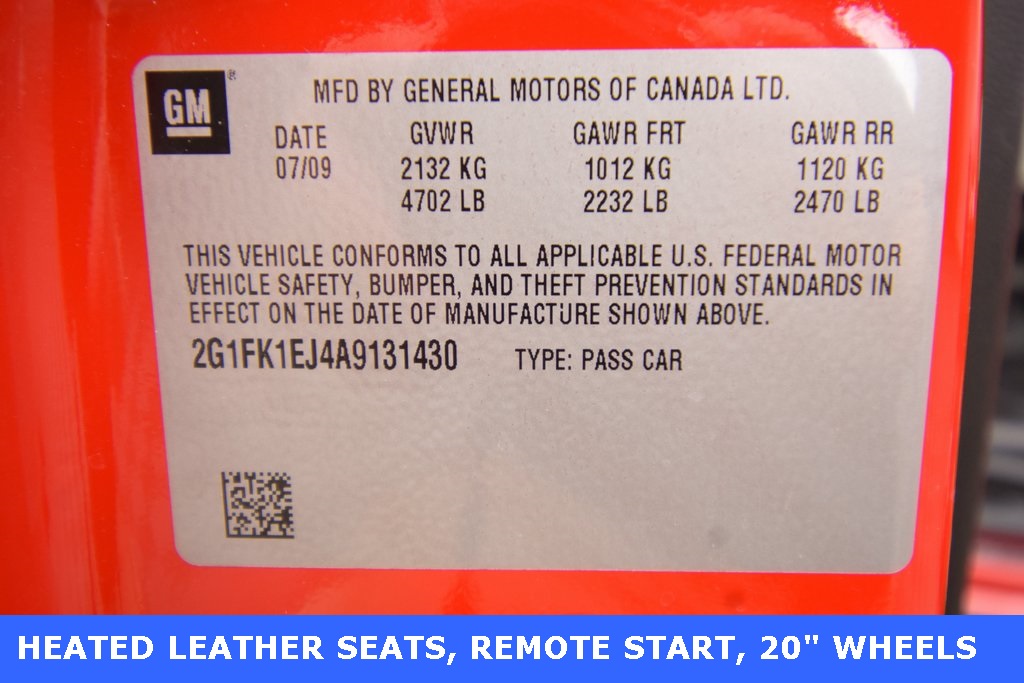 GM®
MFD BY GENERAL MOTORS OF CANADA LTD.
DATE GVWR GAWR FRT GAWR RR
07/09 2132 KG 1012 KG 1120 KG
4702 LB 2232 LB 2470 LB
THIS VEHICLE CONFORMS TO ALL APPLICABLE U.S. FEDERAL MOTOR
VEHICLE SAFETY, BUMPER, AND THEFT PREVENTION STANDARDS IN
EFFECT ON THE DATE OF MANUFACTURE SHOWN ABOVE.
2G1FK1EJ4A9131430 TYPE: PASS CAR
HEATED LEATHER SEATS, REMOTE START, 20" WHEELS